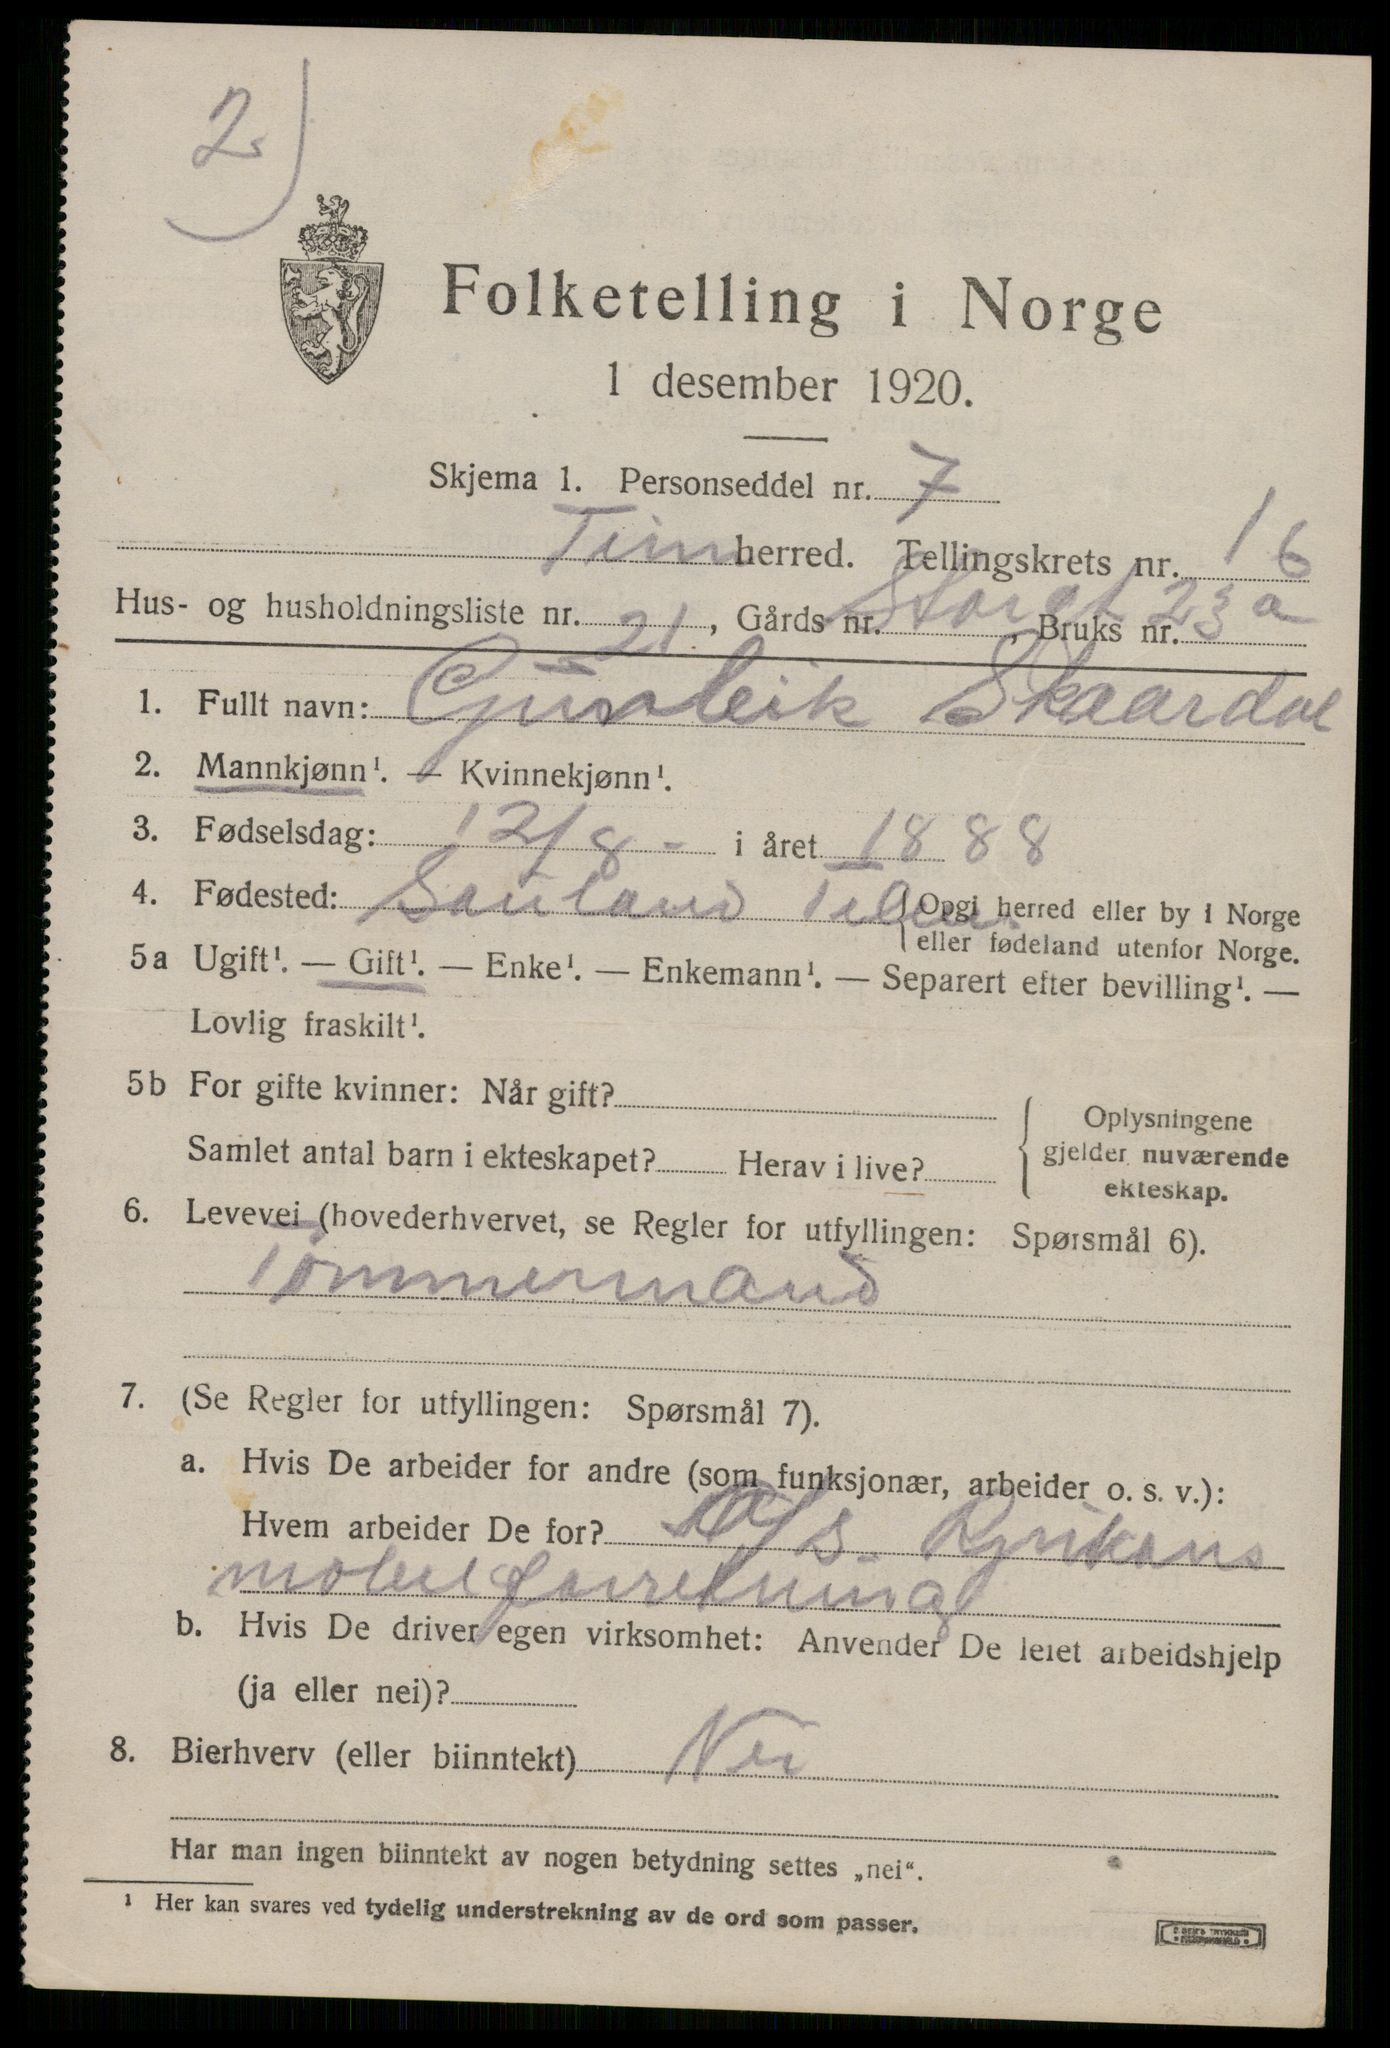 2.)
Folketelling i Norge
1 desember 1920.
Skjema 1. Personseddel nr. 7
Tinn herred. Tellingskrets nr. 16
Hus- og husholdningsliste nr. 21, Gårds nr. Storgt 23 a, Bruks nr.
1. Fullt navn: Gunleik Skaardal
2. Mannkjønn¹. — Kvinnekjønn¹.
3. Fødselsdag: 12/8- i året 1888
4. Fødested: Sauland Telem. Opgi herred eller by i Norge
eller fødeland utenfor Norge.
5a Ugift¹. — Gift¹. — Enke¹. — Enkemann¹. — Separert efter bevilling¹. —
Lovlig fraskilt¹.
5b For gifte kvinner: Når gift?
Samlet antal barn i ekteskapet? Herav i live?
Oplysningene
gjelder nuværende
ekteskap.
6. Levevei (hovederhvervet, se Regler for utfyllingen: Spørsmål 6).
Tömmermand
7. (Se Regler for utfyllingen: Spørsmål 7).
a. Hvis De arbeider for andre (som funksjonær, arbeider o. s. v.):
Hvem arbeider De for? A/S. Rjukans
møbelforretning
b. Hvis De driver egen virksomhet: Anvender De leiet arbeidshjelp
(ja eller nei)?
8. Bierhverv (eller biinntekt) Nei
Har man ingen biinntekt av nogen betydning settes „nei“.
¹ Her kan svares ved tydelig understrekning av de ord som passer.